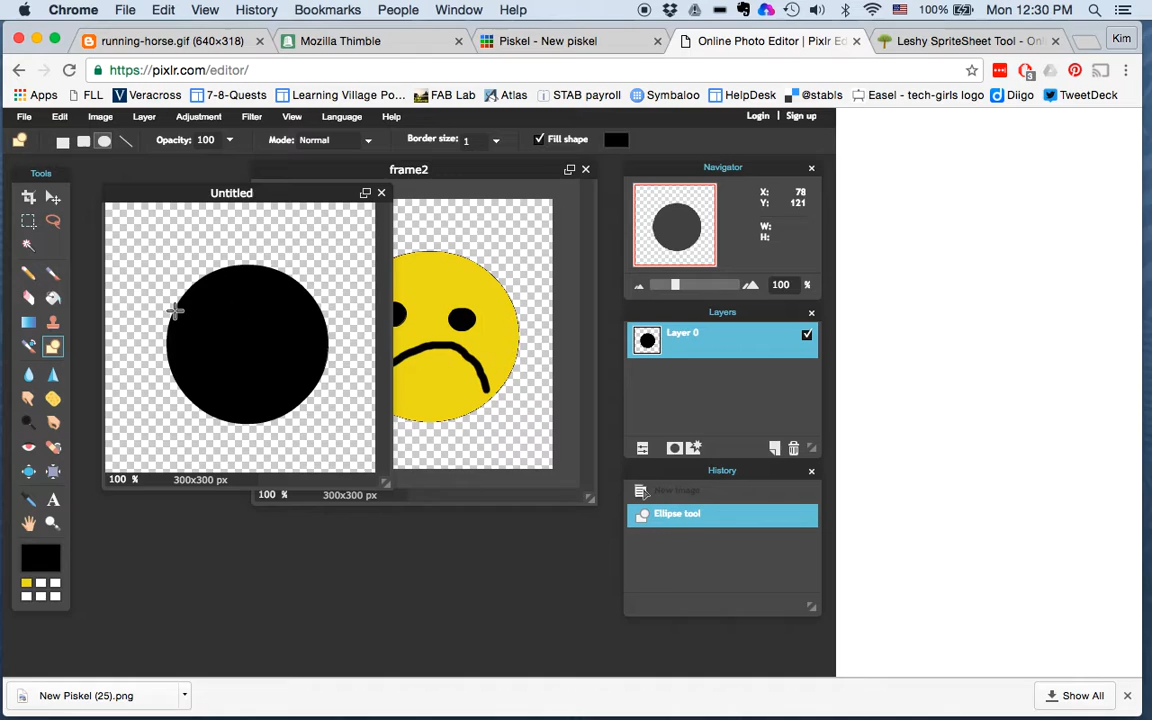 Chrome File Edit View History Bookmarks People Window Help 100% Mon 12:30 PM
running-horse.gif (640×348) Mozilla Thimble Piskel - New piskel Online Photo Editor | Pixlr Ed Leshy SpriteSheet Tool - Onl Kim
https://pixlr.com/editor/ 3
Apps FLL Veracross 7-8-Quests Learning Village Po... FAB Lab Atlas STAB payroll Symbaloo HelpDesk @stabls Easel - tech-girls logo Diigo TweetDeck
File Edit Image Layer Adjustment Filter View Language Help Login Sign up
Opacity: 100 Mode: Normal Border size: 1 Fill shape
Tools
Untitled
100 % 300x300 px
frame2
100 % 300x300 px
Navigator
X: 78
Y: 121
W:
H:
100 %
Layers
Layer 0
History
New image
Ellipse tool
A
New Piskel (25).png Show All